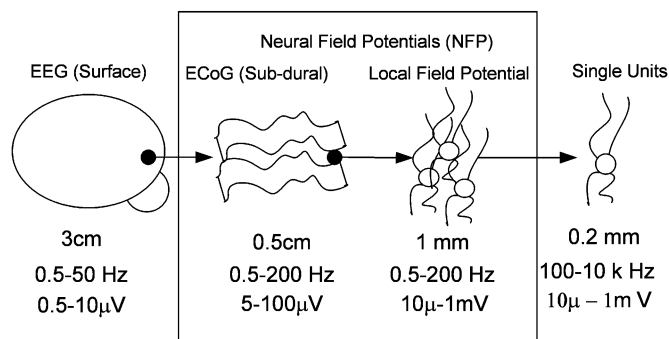 Neural Field Potentials (NFP)
EEG (Surface) ECoG (Sub-dural) Local Field Potential Single Units
3cm 0.5cm 1 mm 0.2 mm
0.5-50 Hz 0.5-200 Hz 0.5-200 Hz 100-10 k Hz
0.5-10μV 5-100μV 10μ-1mV 10μ – 1m V